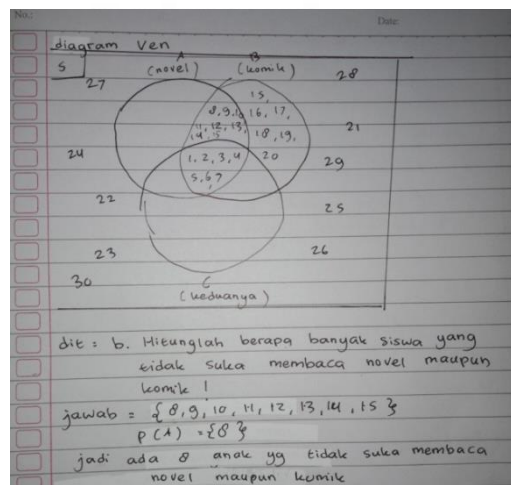 No.:
Date:
diagram Ven
S
A
B
(novel)
(komik)
27
28
15,
8,9,10
16, 17,
11, 12, 13,
14, 15
18, 19,
21
24
1, 2, 3, 4
20
29
5, 6, 7
22
25
23
26
30
C
(keduanya)
dit : b. Hitunglah berapa banyak siswa yang
tidak suka membaca novel maupun
komik !
jawab = { 8, 9, 10, 11, 12, 13, 14, 15 }
P (A) = {8}
jadi ada 8 anak yg tidak suka membaca
novel maupun komik